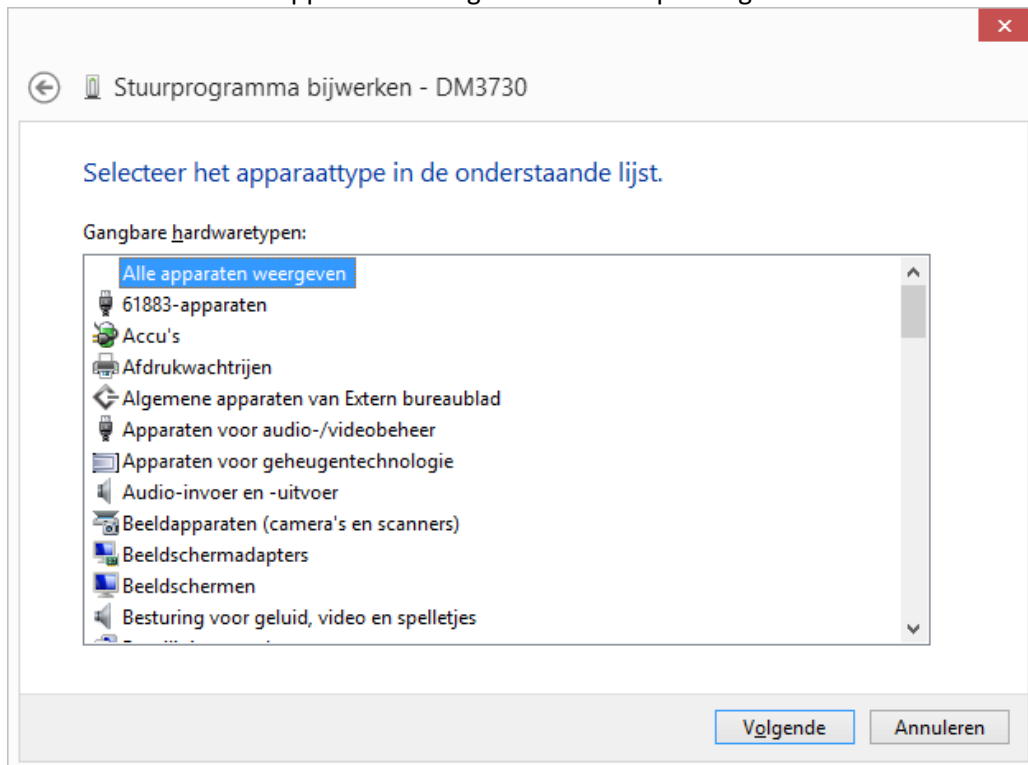 Stuurprogramma bijwerken - DM3730
Selecteer het apparaattype in de onderstaande lijst.
Gangbare hardwaretypen:
Alle apparaten weergeven
61883-apparaten
Accu's
Afdrukwachtrijen
Algemene apparaten van Extern bureaublad
Apparaten voor audio-/videobeheer
Apparaten voor geheugentechnologie
Audio-invoer en -uitvoer
Beeldapparaten (camera's en scanners)
Beeldschermadapters
Beeldschermen
Besturing voor geluid, video en spelletjes
Volgende Annuleren